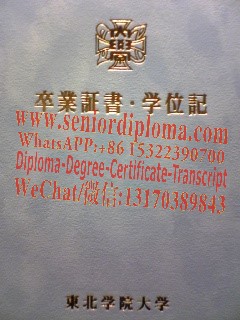 卒業証書・学位記
www.seniordiploma.com
WhatsAPP:+86 15322390700
Diploma-Degree-Certificate-Transcript
WeChat/微信:13170389843
東北学院大学